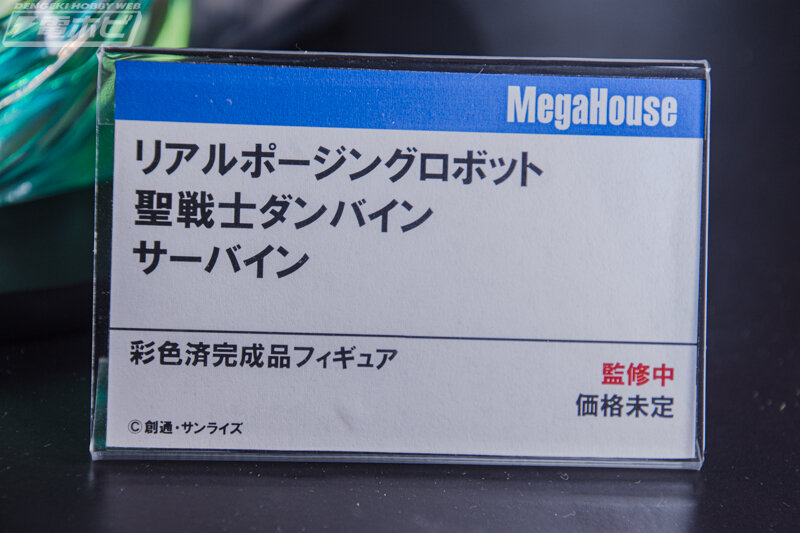 DENGEKI HOBBY WEB
電ホビ
MegaHouse
リアルポージングロボット
聖戦士ダンバイン
サーバイン
彩色済完成品フィギュア
監修中
価格未定
©創通・サンライズ